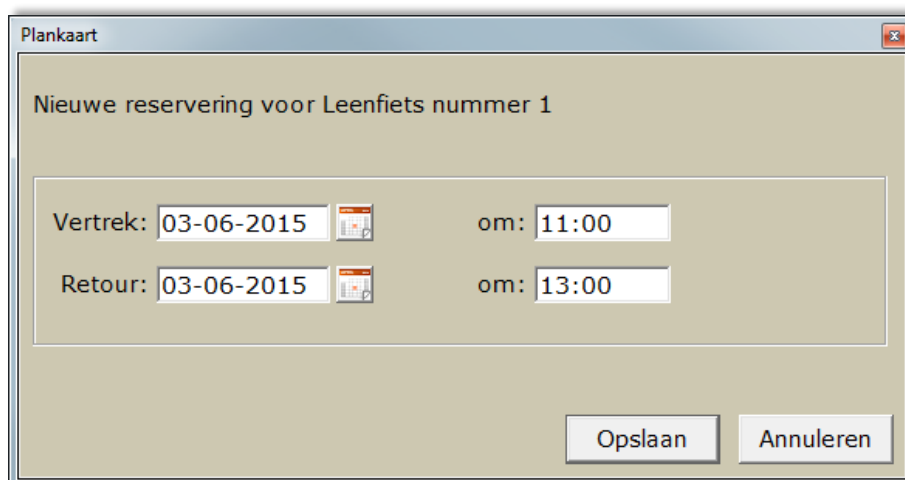 Plankaart
Nieuwe reservering voor Leenfiets nummer 1
Vertrek: 03-06-2015 om: 11:00
Retour: 03-06-2015 om: 13:00
Opslaan Annuleren